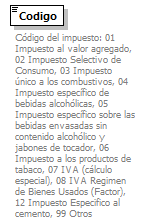 Codigo
Código del impuesto: 01
Impuesto al valor agregado,
02 Impuesto Selectivo de
Consumo, 03 Impuesto
único a los combustivos, 04
Impuesto específico de
bebidas alcohólicas, 05
Impuesto específico sobre las
bebidas envasadas sin
contenido alcohólico y
jabones de tocador, 06
Impuesto a los productos de
tabaco, 07 IVA (cálculo
especial), 08 IVA Regimen
de Bienes Usados (Factor),
12 Impuesto Especifico al
cemento, 99 Otros